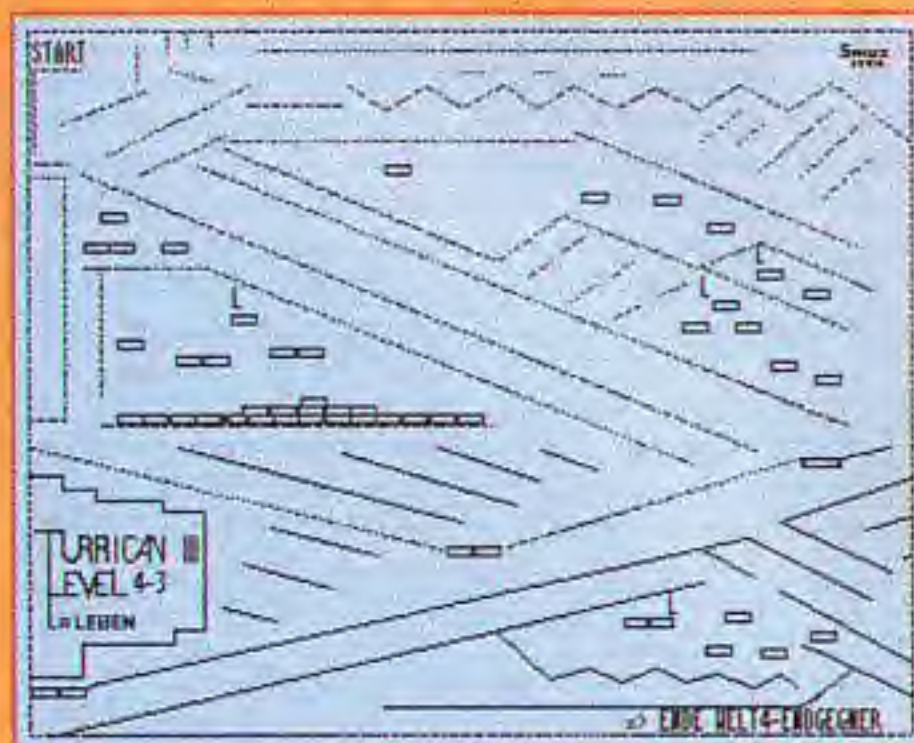 START
TURRICAN III
LEVEL 4-3
L = LEBEN
L
L
L
L
=> ENDE WELT4-ENDGEGNER